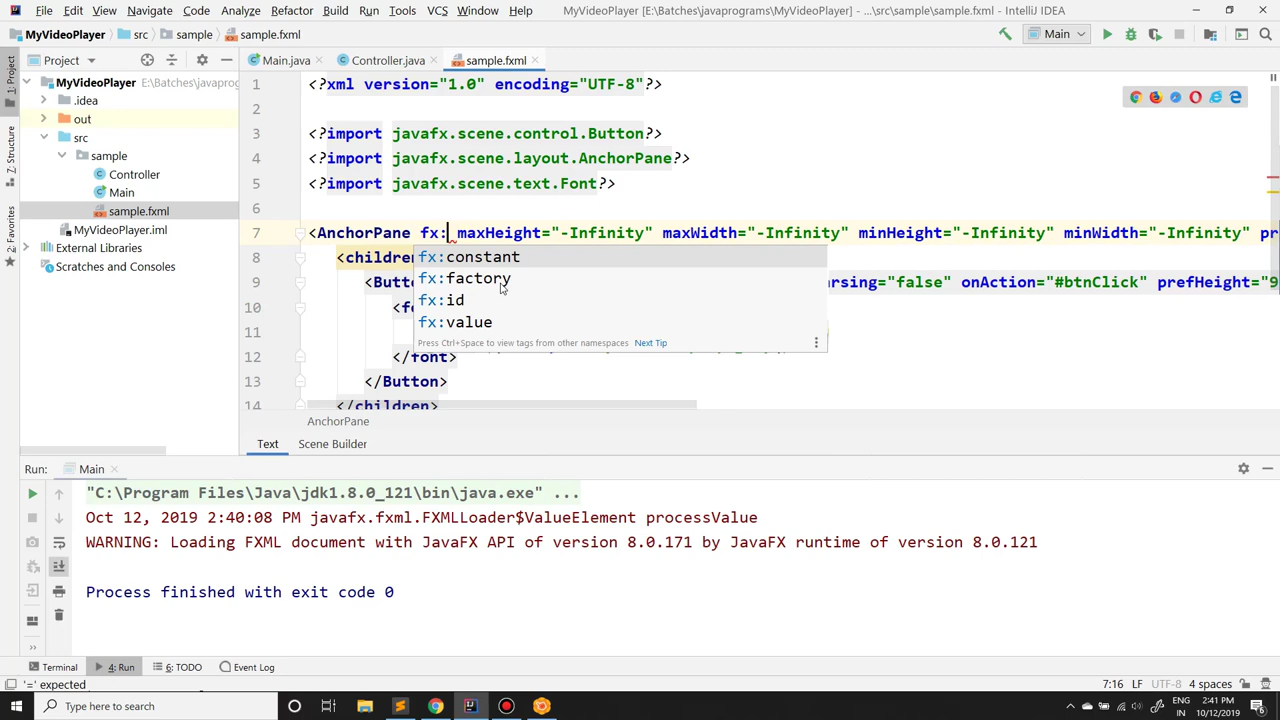 File Edit View Navigate Code Analyze Refactor Build Run Tools VCS Window Help MyVideoPlayer [E:\Batches\javaprograms\MyVideoPlayer] - ...\src\sample\sample.fxml - IntelliJ IDEA
MyVideoPlayer src sample sample.fxml Main
Project Main.java Controller.java sample.fxml
1: Project
Z: Structure
2: Favorites
MyVideoPlayer E:\Batches\javaprog
.idea
out
src
sample
Controller
Main
sample.fxml
MyVideoPlayer.iml
External Libraries
Scratches and Consoles
1 <?xml version="1.0" encoding="UTF-8"?>
2
3 <?import javafx.scene.control.Button?>
4 <?import javafx.scene.layout.AnchorPane?>
5 <?import javafx.scene.text.Font?>
6
7 <AnchorPane fx: maxHeight="-Infinity" maxWidth="-Infinity" minHeight="-Infinity" minWidth="-Infinity" pr
8 <children
9 <But arsing="false" onAction="#btnClick" prefHeight="9
10 <fo
11
12 </font>
13 </Button>
14 </children>
fx:constant
fx:factory
fx:id
fx:value
Press Ctrl+Space to view tags from other namespaces Next Tip
AnchorPane
Text Scene Builder
Run: Main
"C:\Program Files\Java\jdk1.8.0_121\bin\java.exe" ...
Oct 12, 2019 2:40:08 PM javafx.fxml.FXMLLoader$ValueElement processValue
WARNING: Loading FXML document with JavaFX API of version 8.0.171 by JavaFX runtime of version 8.0.121
Process finished with exit code 0
Terminal 4: Run 6: TODO Event Log
'=' expected 7:16 LF UTF-8 4 spaces
Type here to search
ENG 2:41 PM
IN 10/12/2019